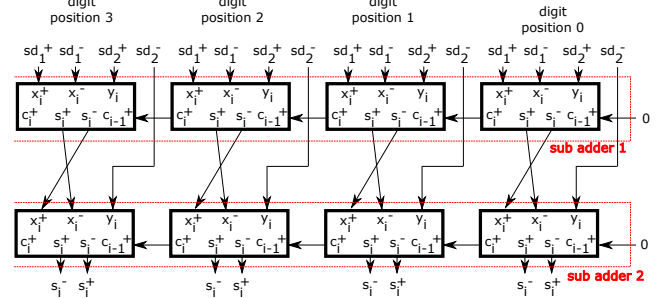 digit
position 3
digit
position 2
digit
position 1
digit
position 0
sd₁⁺ sd₁⁻ sd₂⁺ sd₂⁻ sd₁⁺ sd₁⁻ sd₂⁺ sd₂⁻ sd₁⁺ sd₁⁻ sd₂⁺ sd₂⁻ sd₁⁺ sd₁⁻ sd₂⁺ sd₂⁻
xᵢ⁺ xᵢ⁻ yᵢ xᵢ⁺ xᵢ⁻ yᵢ xᵢ⁺ xᵢ⁻ yᵢ xᵢ⁺ xᵢ⁻ yᵢ
cᵢ⁺ sᵢ⁺ sᵢ⁻ cᵢ₋₁⁺ cᵢ⁺ sᵢ⁺ sᵢ⁻ cᵢ₋₁⁺ cᵢ⁺ sᵢ⁺ sᵢ⁻ cᵢ₋₁⁺ cᵢ⁺ sᵢ⁺ sᵢ⁻ cᵢ₋₁⁺ 0
sub adder 1
xᵢ⁺ xᵢ⁻ yᵢ xᵢ⁺ xᵢ⁻ yᵢ xᵢ⁺ xᵢ⁻ yᵢ xᵢ⁺ xᵢ⁻ yᵢ
cᵢ⁺ sᵢ⁺ sᵢ⁻ cᵢ₋₁⁺ cᵢ⁺ sᵢ⁺ sᵢ⁻ cᵢ₋₁⁺ cᵢ⁺ sᵢ⁺ sᵢ⁻ cᵢ₋₁⁺ cᵢ⁺ sᵢ⁺ sᵢ⁻ cᵢ₋₁⁺ 0
sub adder 2
sᵢ⁻ sᵢ⁺ sᵢ⁻ sᵢ⁺ sᵢ⁻ sᵢ⁺ sᵢ⁻ sᵢ⁺